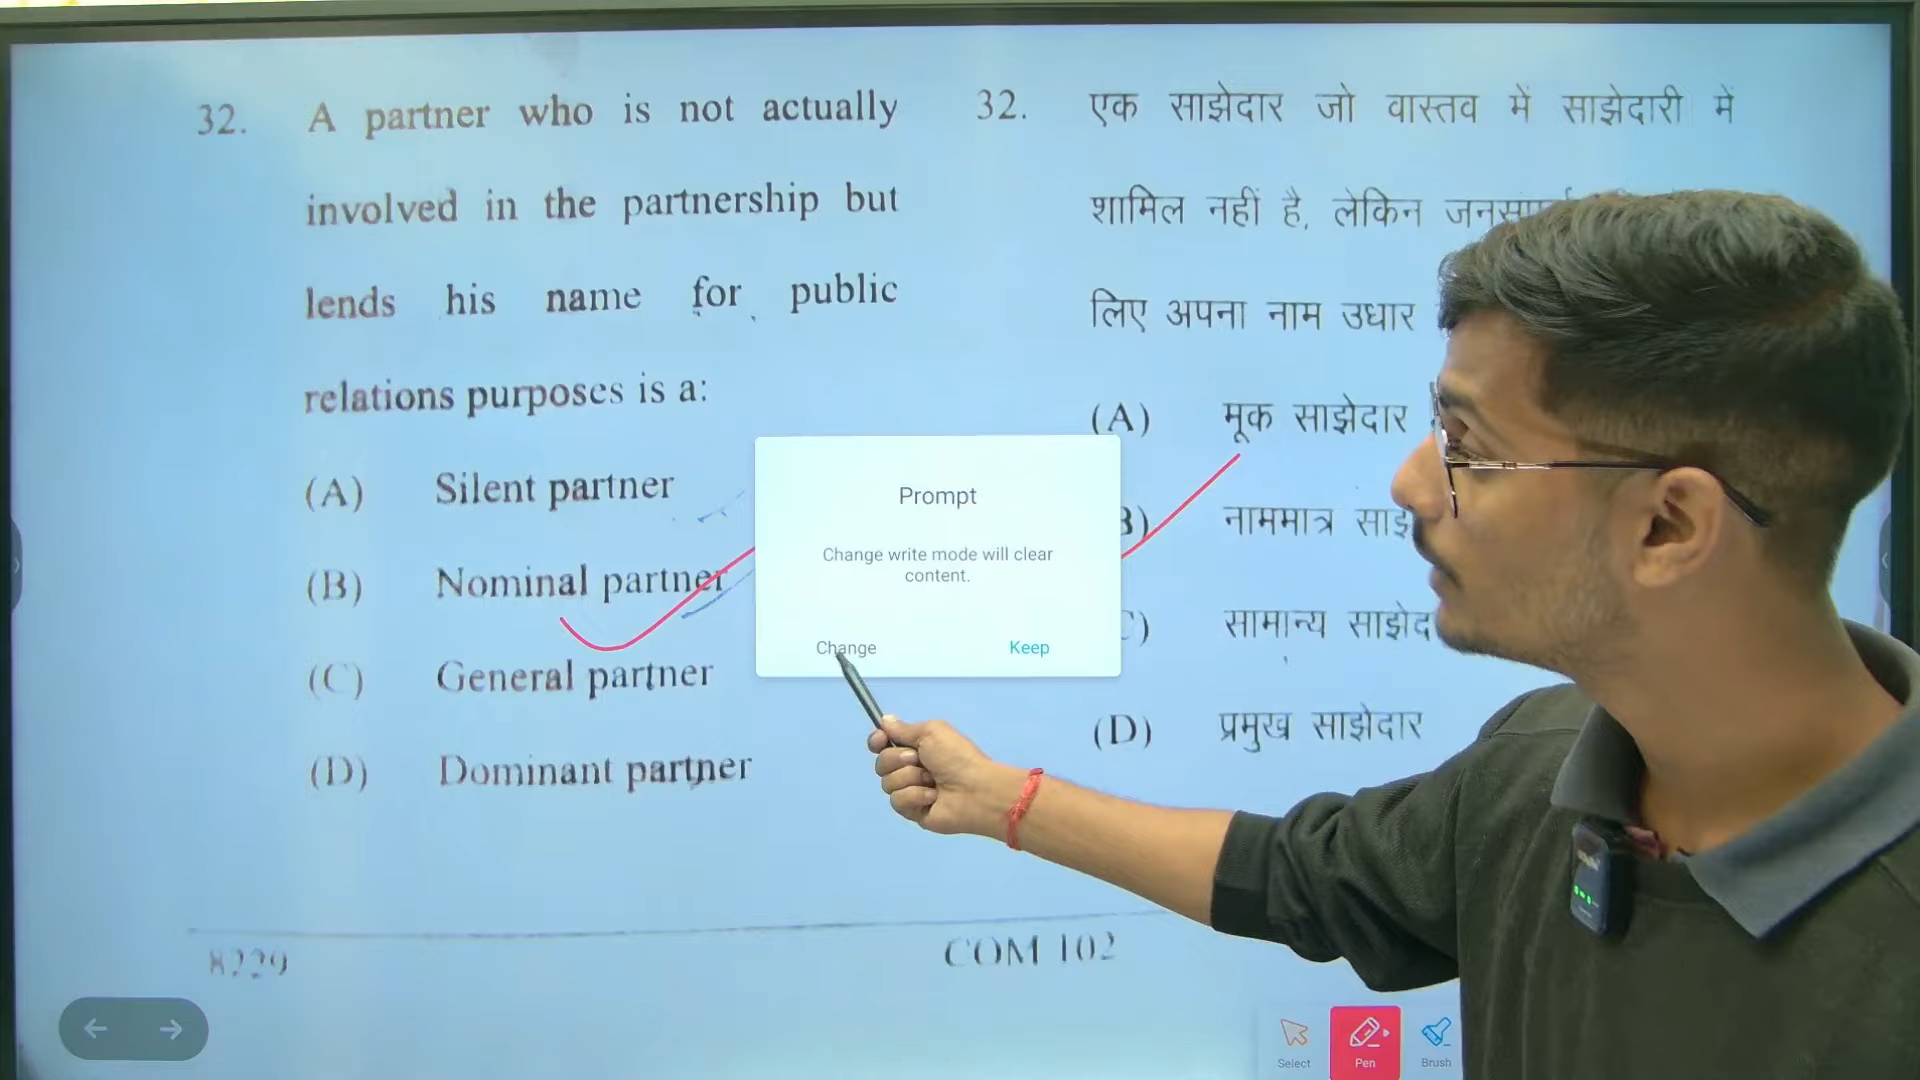 32. A partner who is not actually
involved in the partnership but
lends his name for public
relations purposes is a:
(A) Silent partner
(B) Nominal partner
(C) General partner
(D) Dominant partner
32. एक साझेदार जो वास्तव में साझेदारी में
शामिल नहीं है, लेकिन
लिए अपना नाम उधार
(A) मूक साझेदार
नाममात्र
सामान्य
(D) प्रमुख साझेदार
Prompt
Change write mode will clear
content.
Change Keep
8229 COM 102
Select Pen Brush